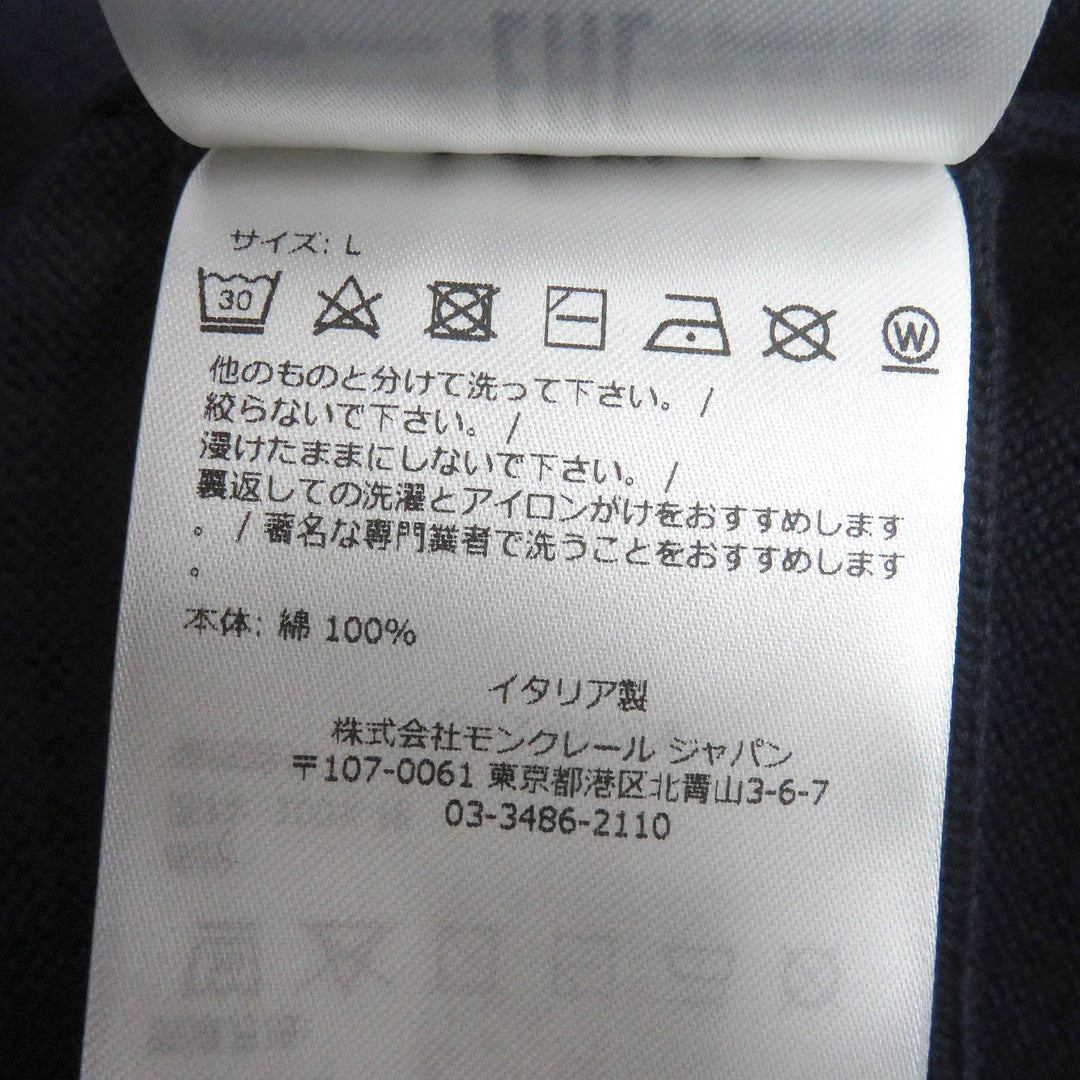 サイズ: L
30
W
他のものと分けて洗って下さい。 /
絞らないで下さい。 /
浸けたままにしないで下さい。 /
裏返しての洗濯とアイロンがけをおすすめします
。 / 著名な専門業者で洗うことをおすすめします
。
本体: 綿 100%
イタリア製
株式会社モンクレール ジャパン
〒107-0061 東京都港区北青山3-6-7
03-3486-2110